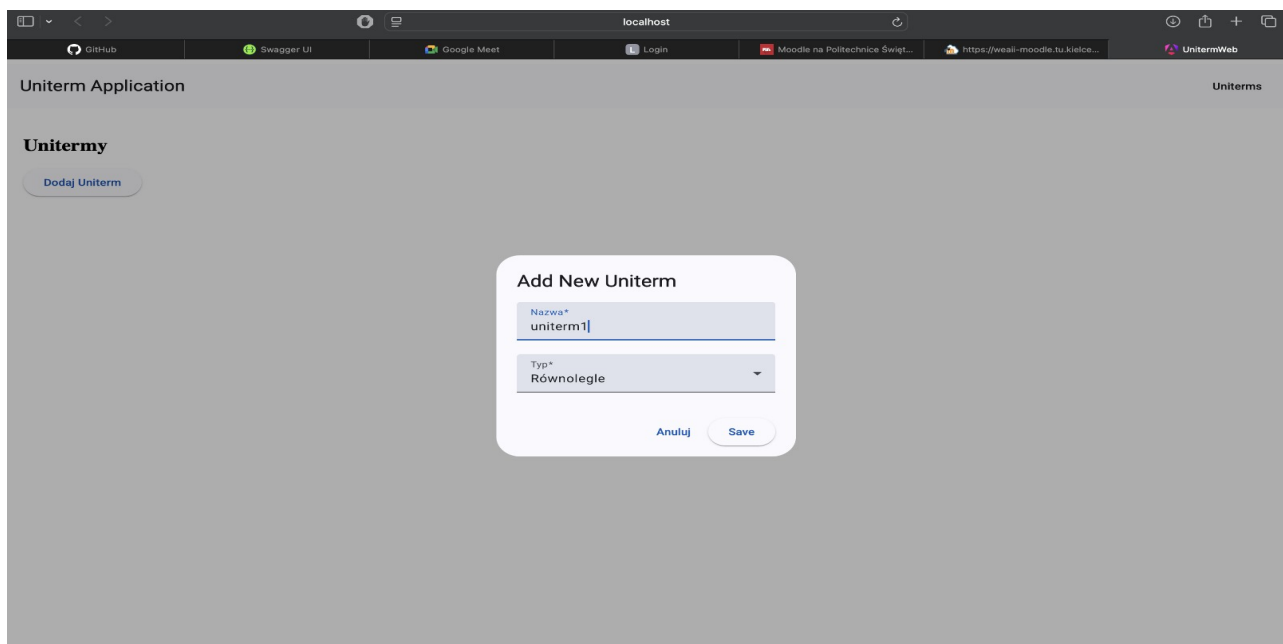 localhost
GitHub
Swagger UI
Google Meet
L Login
Moodle na Politechnice Święt...
https://weaii-moodle.tu.kielce...
UnitermWeb
Uniterm Application
Uniterms
Unitermy
Dodaj Uniterm
Add New Uniterm
Nazwa*
uniterm1
Typ*
Równolegle
Anuluj Save